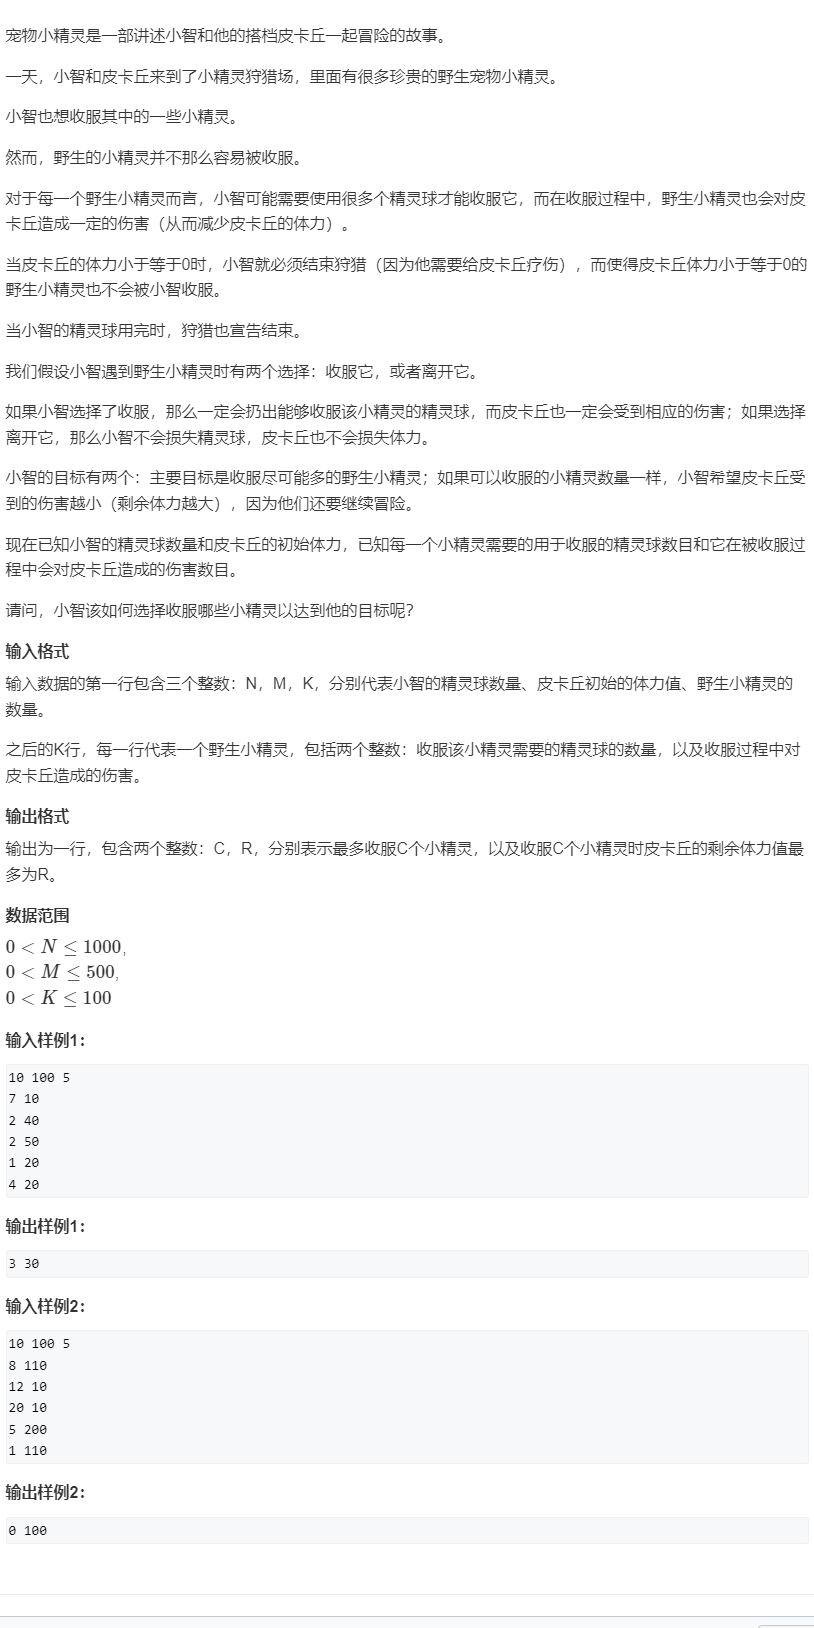 宠物小精灵是一部讲述小智和他的搭档皮卡丘一起冒险的故事。
一天，小智和皮卡丘来到了小精灵狩猎场，里面有很多珍贵的野生宠物小精灵。
小智也想收服其中的一些小精灵。
然而，野生的小精灵并不那么容易被收服。
对于每一个野生小精灵而言，小智可能需要使用很多个精灵球才能收服它，而在收服过程中，野生小精灵也会对皮
卡丘造成一定的伤害（从而减少皮卡丘的体力）。
当皮卡丘的体力小于等于0时，小智就必须结束狩猎（因为他需要给皮卡丘疗伤），而使得皮卡丘体力小于等于0的
野生小精灵也不会被小智收服。
当小智的精灵球用完时，狩猎也宣告结束。
我们假设小智遇到野生小精灵时有两个选择：收服它，或者离开它。
如果小智选择了收服，那么一定会扔出能够收服该小精灵的精灵球，而皮卡丘也一定会受到相应的伤害；如果选择
离开它，那么小智不会损失精灵球，皮卡丘也不会损失体力。
小智的目标有两个：主要目标是收服尽可能多的野生小精灵；如果可以收服的小精灵数量一样，小智希望皮卡丘受
到的伤害越小（剩余体力越大），因为他们还要继续冒险。
现在已知小智的精灵球数量和皮卡丘的初始体力，已知每一个小精灵需要的用于收服的精灵球数目和它在被收服过
程中会对皮卡丘造成的伤害数目。
请问，小智该如何选择收服哪些小精灵以达到他的目标呢？
输入格式
输入数据的第一行包含三个整数：N，M，K，分别代表小智的精灵球数量、皮卡丘初始的体力值、野生小精灵的
数量。
之后的K行，每一行代表一个野生小精灵，包括两个整数：收服该小精灵需要的精灵球的数量，以及收服过程中对
皮卡丘造成的伤害。
输出格式
输出为一行，包含两个整数：C，R，分别表示最多收服C个小精灵，以及收服C个小精灵时皮卡丘的剩余体力值最
多为R。
数据范围
0 < N ≤ 1000,
0 < M ≤ 500,
0 < K ≤ 100
输入样例1：
10 100 5
7 10
2 40
2 50
1 20
4 20
输出样例1：
3 30
输入样例2：
10 100 5
8 110
12 10
20 10
5 200
1 110
输出样例2：
0 100